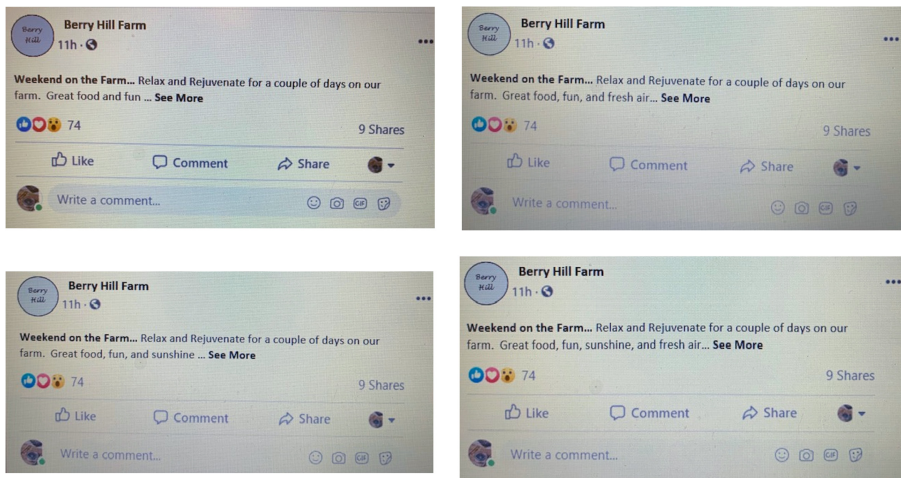 Berry Hill
Berry Hill Farm
11h ·
Weekend on the Farm... Relax and Rejuvenate for a couple of days on our
farm. Great food and fun ... See More
74
9 Shares
Like Comment Share
Write a comment...
GIF
Berry Hill
Berry Hill Farm
11h ·
Weekend on the Farm... Relax and Rejuvenate for a couple of days on our
farm. Great food, fun, and fresh air... See More
74
9 Shares
Like Comment Share
Write a comment...
GIF
Berry Hill
Berry Hill Farm
11h ·
Weekend on the Farm... Relax and Rejuvenate for a couple of days on our
farm. Great food, fun, and sunshine ... See More
74
9 Shares
Like Comment Share
Write a comment...
GIF
Berry Hill
Berry Hill Farm
11h ·
Weekend on the Farm... Relax and Rejuvenate for a couple of days on our
farm. Great food, fun, sunshine, and fresh air... See More
74
9 Shares
Like Comment Share
Write a comment...
GIF